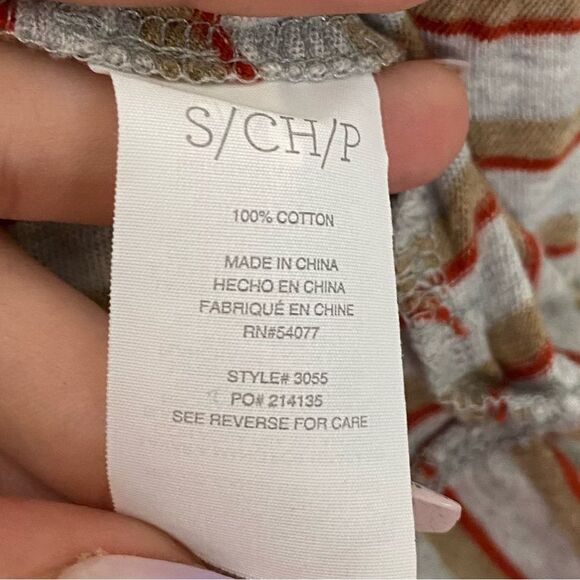 S/CH/P
100% COTTON
MADE IN CHINA
HECHO EN CHINA
FABRIQUÉ EN CHINE
RN#54077
STYLE# 3055
PO# 214135
SEE REVERSE FOR CARE